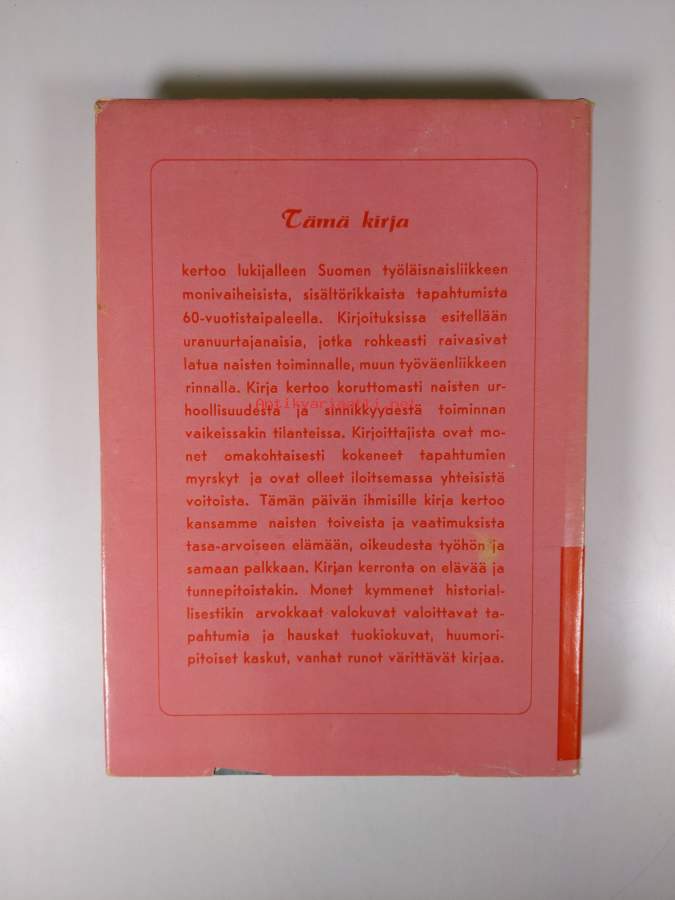 Tämä kirja
kertoo lukijalleen Suomen työläisnaisliikkeen
monivaiheisista, sisältörikkaista tapahtumista
60-vuotistaipaleella. Kirjoituksissa esitellään
uranuurtajanaisia, jotka rohkeasti raivasivat
latua naisten toiminnalle, muun työväenliikkeen
rinnalla. Kirja kertoo koruttomasti naisten ur-
hoollisuudesta ja sinnikkyydestä toiminnan
Antikvariaatti.net
vaikeissakin tilanteissa. Kirjoittajista ovat mo-
net omakohtaisesti kokeneet tapahtumien
myrskyt ja ovat olleet iloitsemassa yhteisistä
voitoista. Tämän päivän ihmisille kirja kertoo
kansamme naisten toiveista ja vaatimuksista
tasa-arvoiseen elämään, oikeudesta työhön ja
samaan palkkaan. Kirjan kerronta on elävää ja
tunnepitoistakin. Monet kymmenet historial-
lisestikin arvokkaat valokuvat valoittavat ta-
pahtumia ja hauskat tuokiokuvat, huumori-
pitoiset kaskut, vanhat runot värittävät kirjaa.